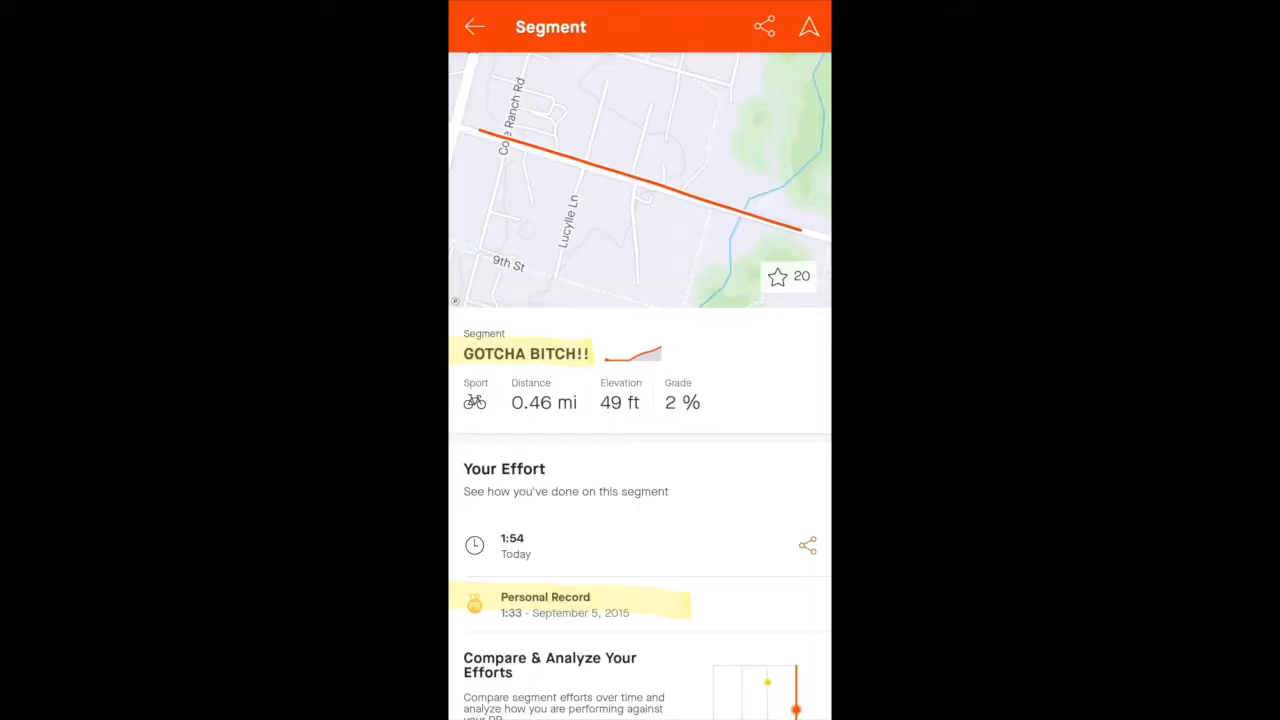 Segment
Cole Ranch Rd
Lucylle Ln
9th St
20
Segment
GOTCHA BITCH!!
Sport
Distance
Elevation
Grade
0.46 mi
49 ft
2 %
Your Effort
See how you've done on this segment
1:54
Today
Personal Record
1:33 - September 5, 2015
Compare & Analyze Your
Efforts
Compare segment efforts over time and
analyze how you are performing against
your PR